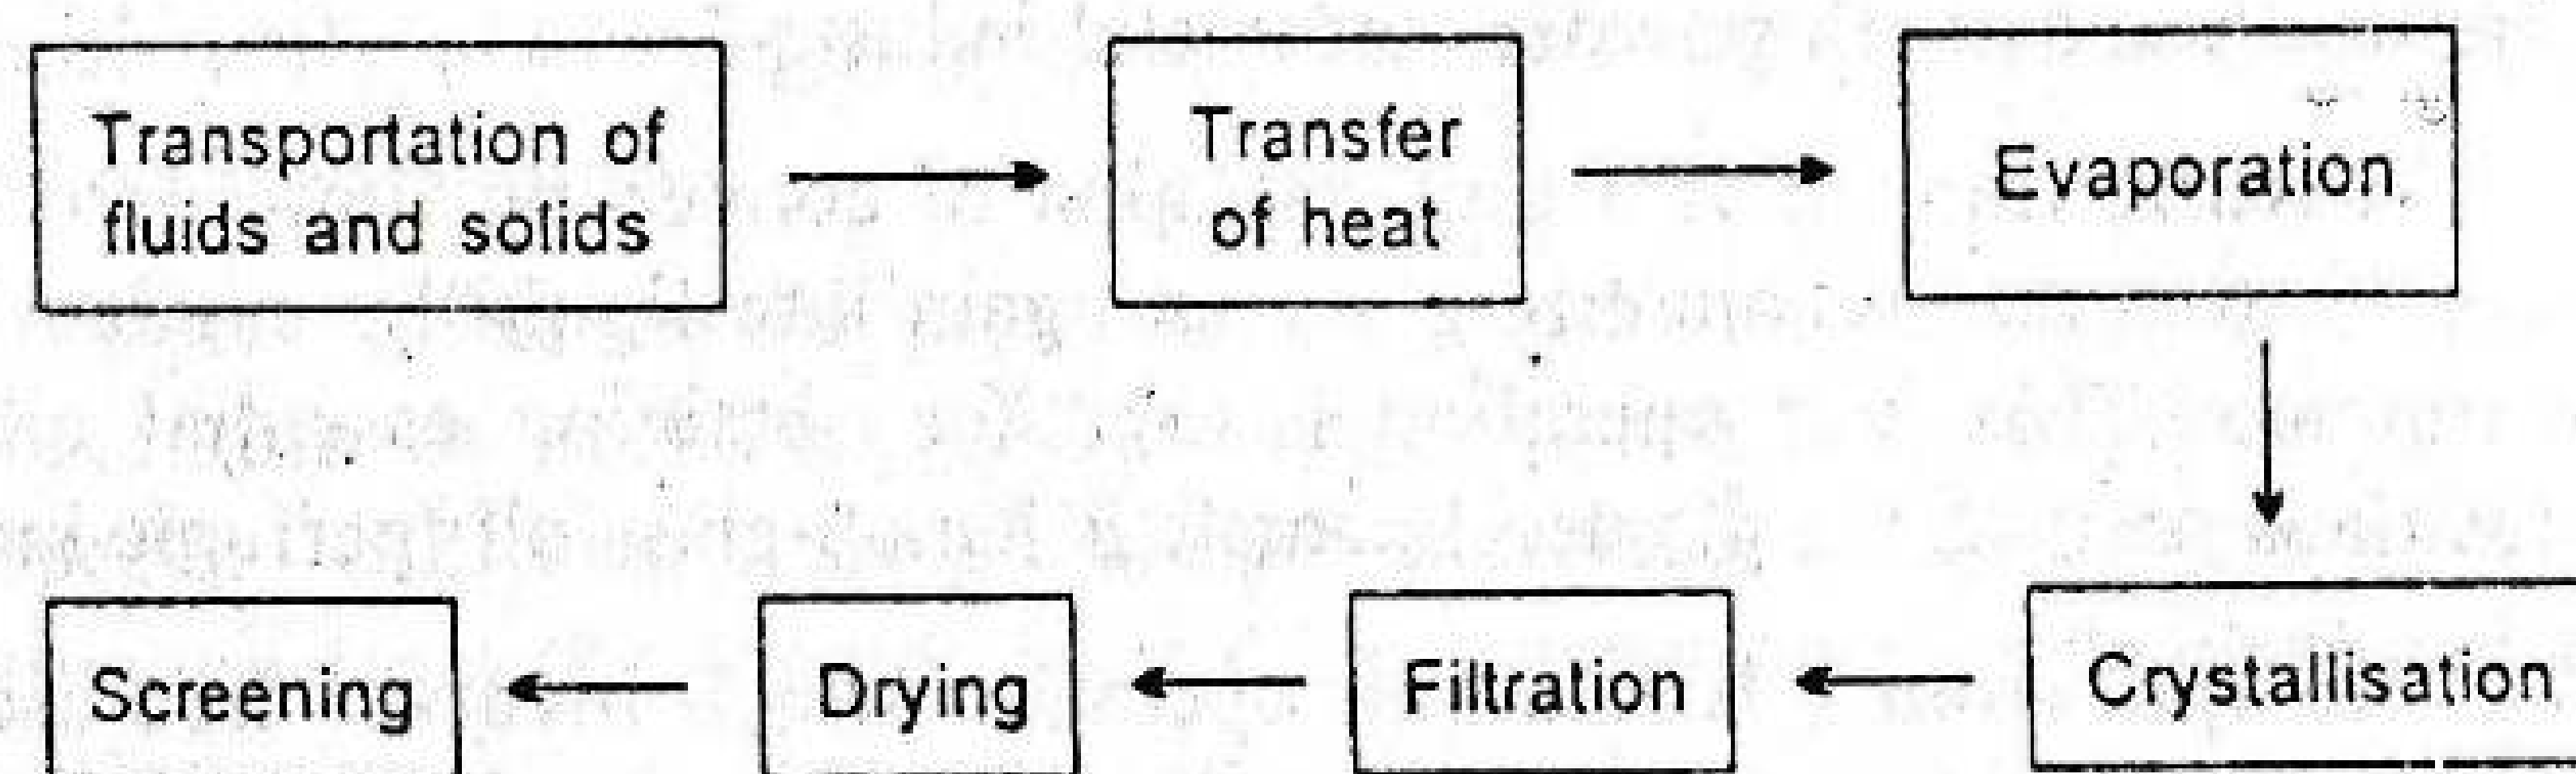 Transportation of
fluids and solids
Transfer
of heat
Evaporation
Crystallisation
Filtration
Drying
Screening